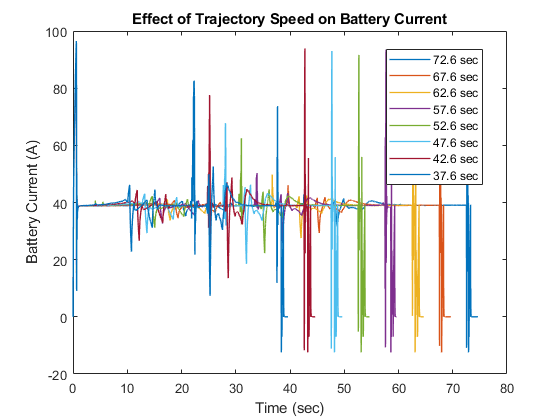 Effect of Trajectory Speed on Battery Current
100
80
60
40
20
0
-20
Battery Current (A)
72.6 sec
67.6 sec
62.6 sec
57.6 sec
52.6 sec
47.6 sec
42.6 sec
37.6 sec
0 10 20 30 40 50 60 70 80
Time (sec)